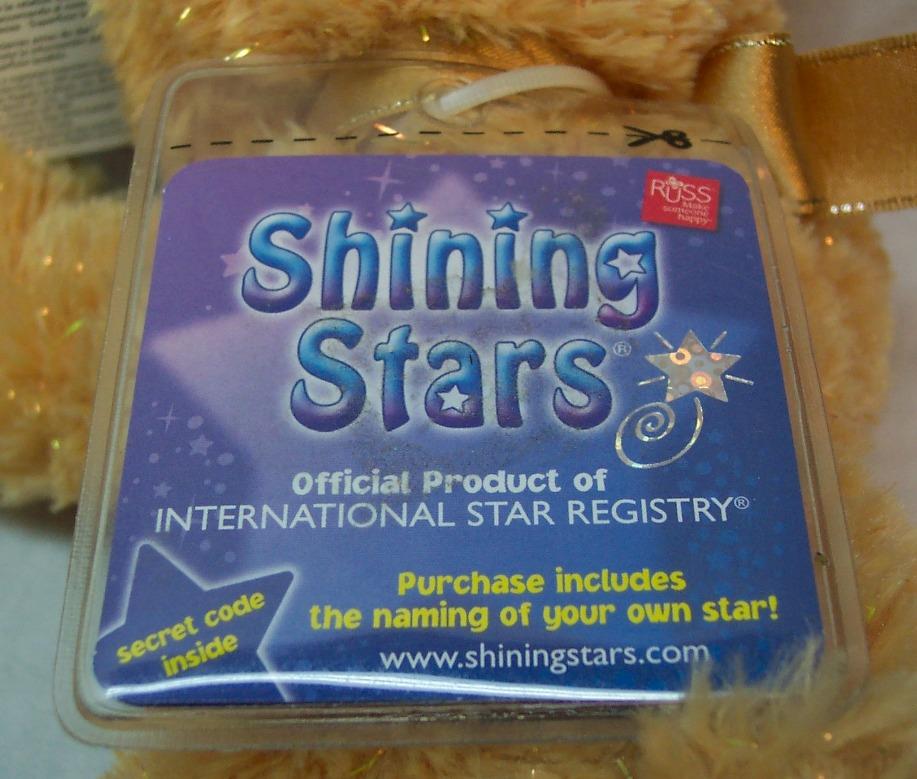 RUSS
Make
someone
happy
Shining
Stars®
Official Product of
INTERNATIONAL STAR REGISTRY®
Purchase includes
the naming of your own star!
secret code
inside
www.shiningstars.com